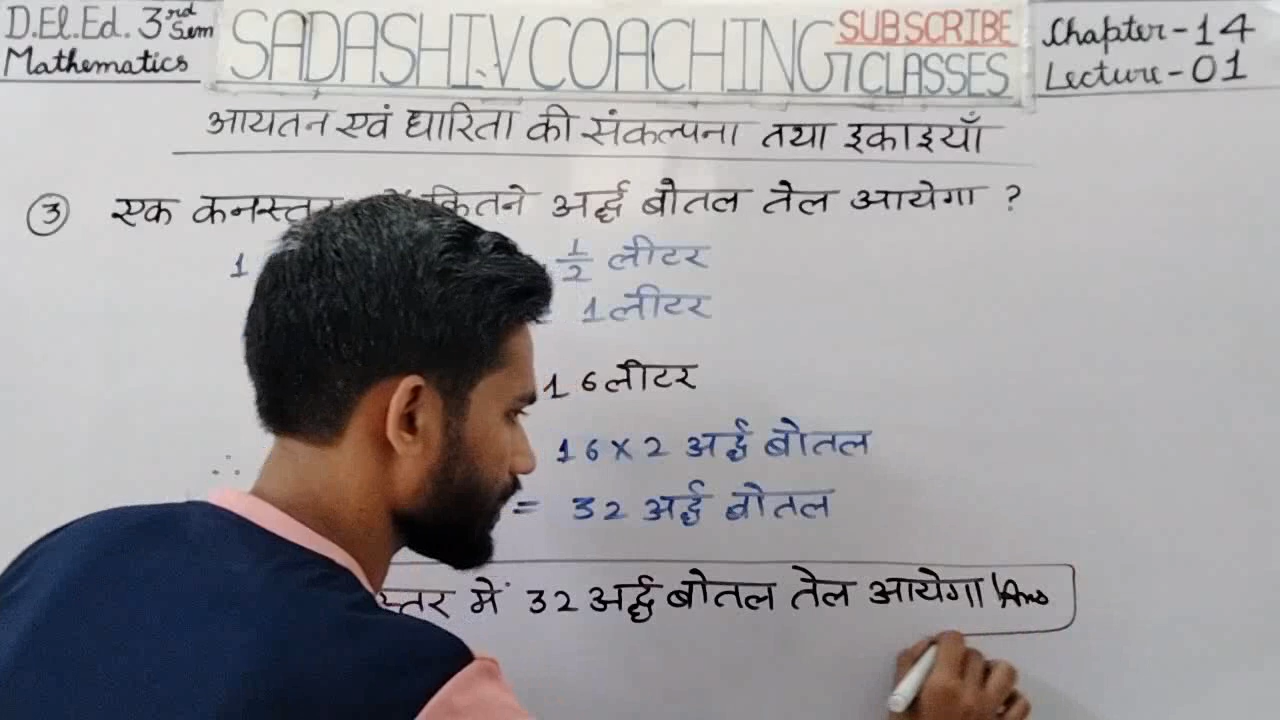 D.El.Ed. 3rd Sem
Mathematics
SADASHIV COACHING CLASSES
SUBSCRIBE
Chapter-14
Lecture-01
आयतन एवं धारिता की संकल्पना तथा इकाइयाँ
③ एक कनस्तर में कितने अर्द्ध बोतल तेल आयेगा ?
1 1/2 लीटर
1 लीटर
16 लीटर
∴ 16 × 2 अर्द्ध बोतल
= 32 अर्द्ध बोतल
स्तर में 32 अर्द्ध बोतल तेल आयेगा। Ans